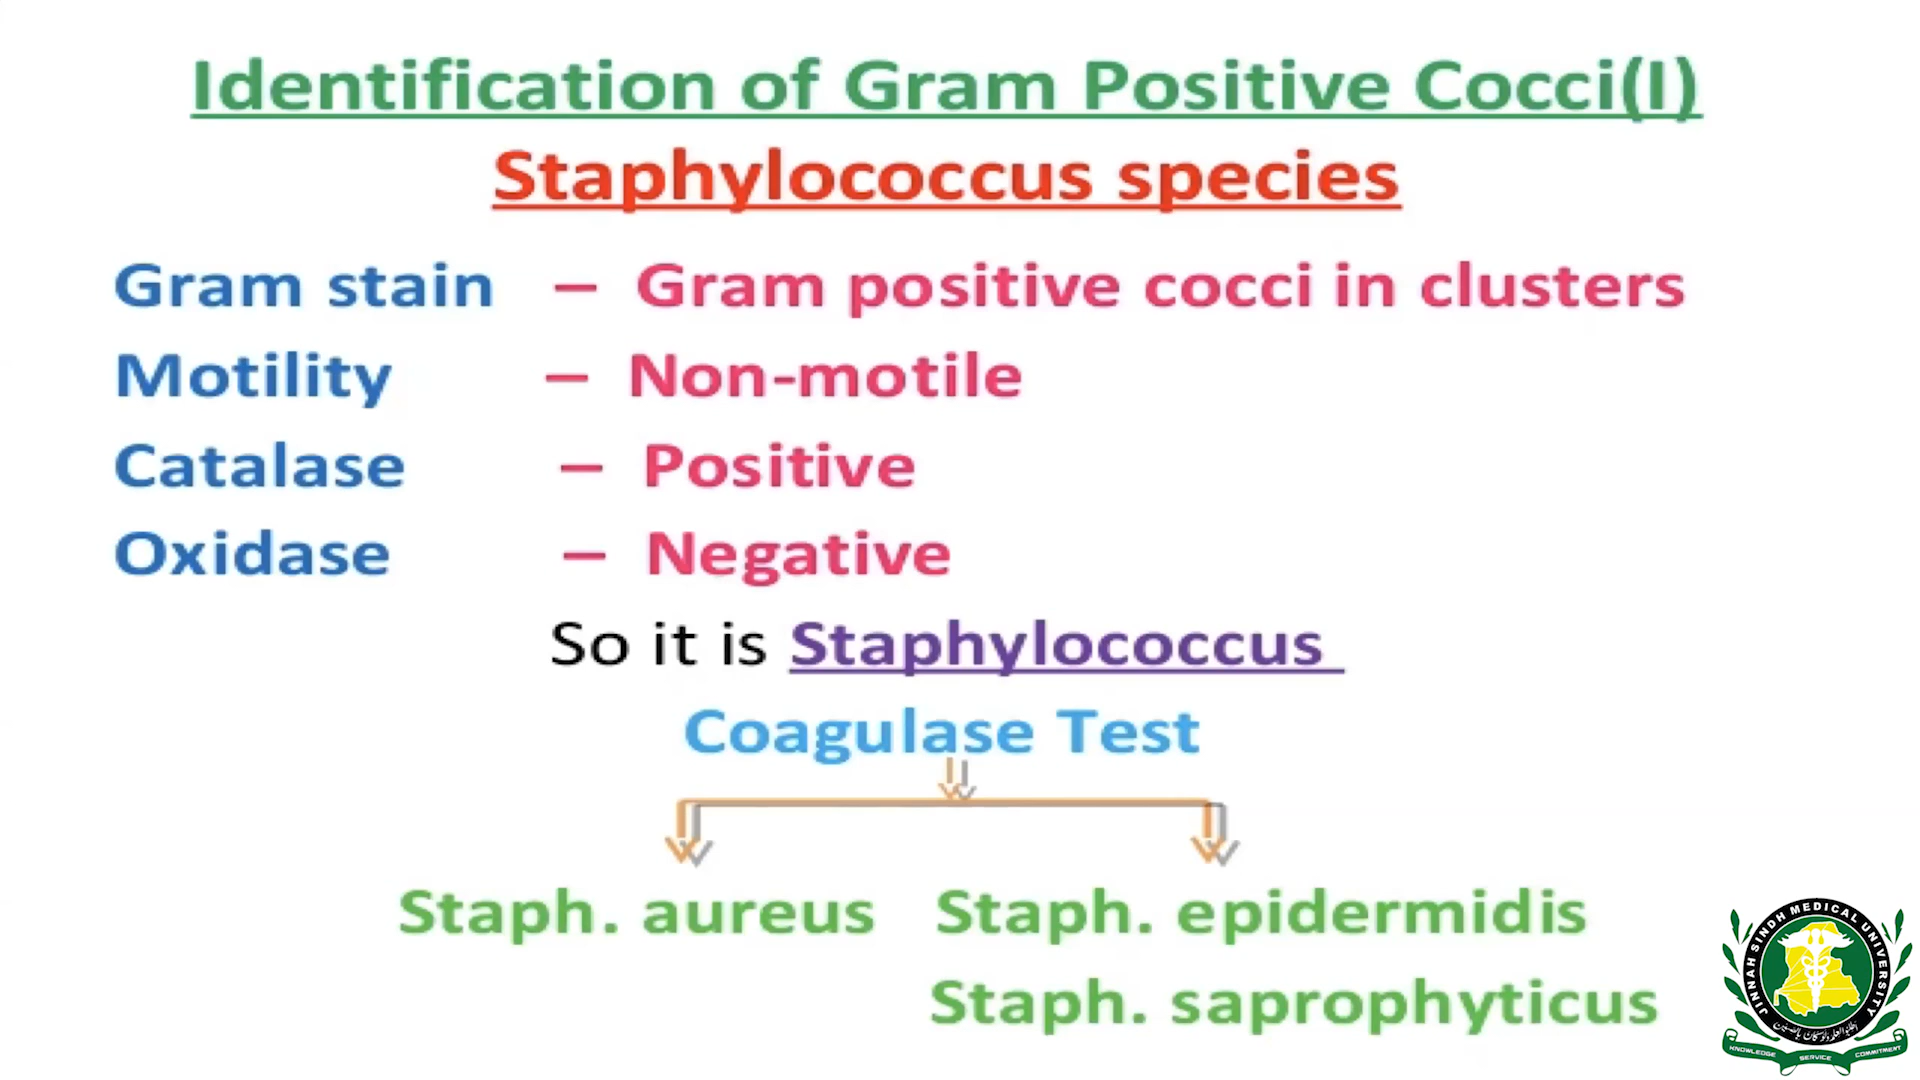 Identification of Gram Positive Cocci(I)
Staphylococcus species
Gram stain – Gram positive cocci in clusters
Motility – Non-motile
Catalase – Positive
Oxidase – Negative
So it is Staphylococcus
Coagulase Test
Staph. aureus Staph. epidermidis
Staph. saprophyticus
JINNAH SINDH MEDICAL UNIVERSITY
KNOWLEDGE SERVICE COMMITMENT